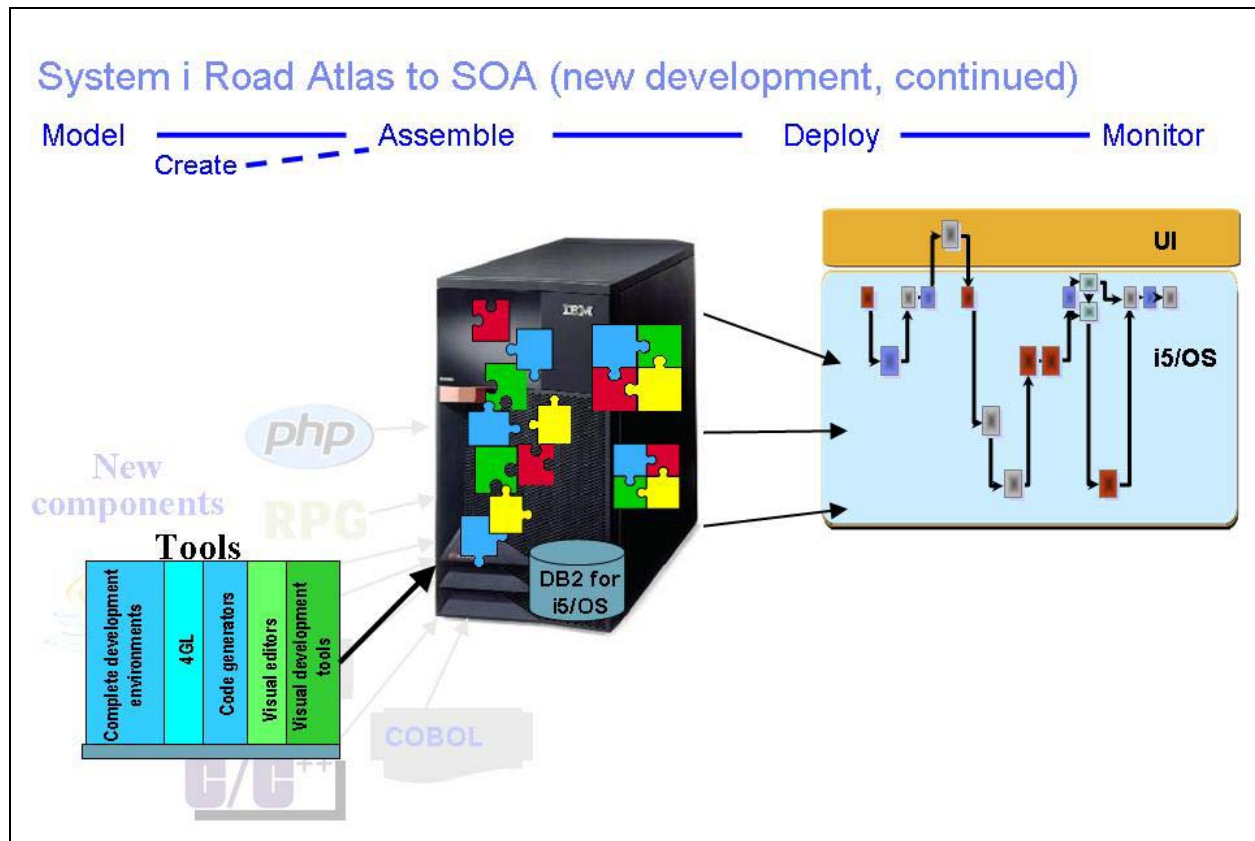 System i Road Atlas to SOA (new development, continued)
Model
Assemble
Deploy
Monitor
Create
UI
IBM
i5/OS
php
New
components
RPG
Tools
Complete development
environments
4GL
Code generators
Visual editors
Visual development
tools
DB2 for
i5/OS
COBOL
C/C++